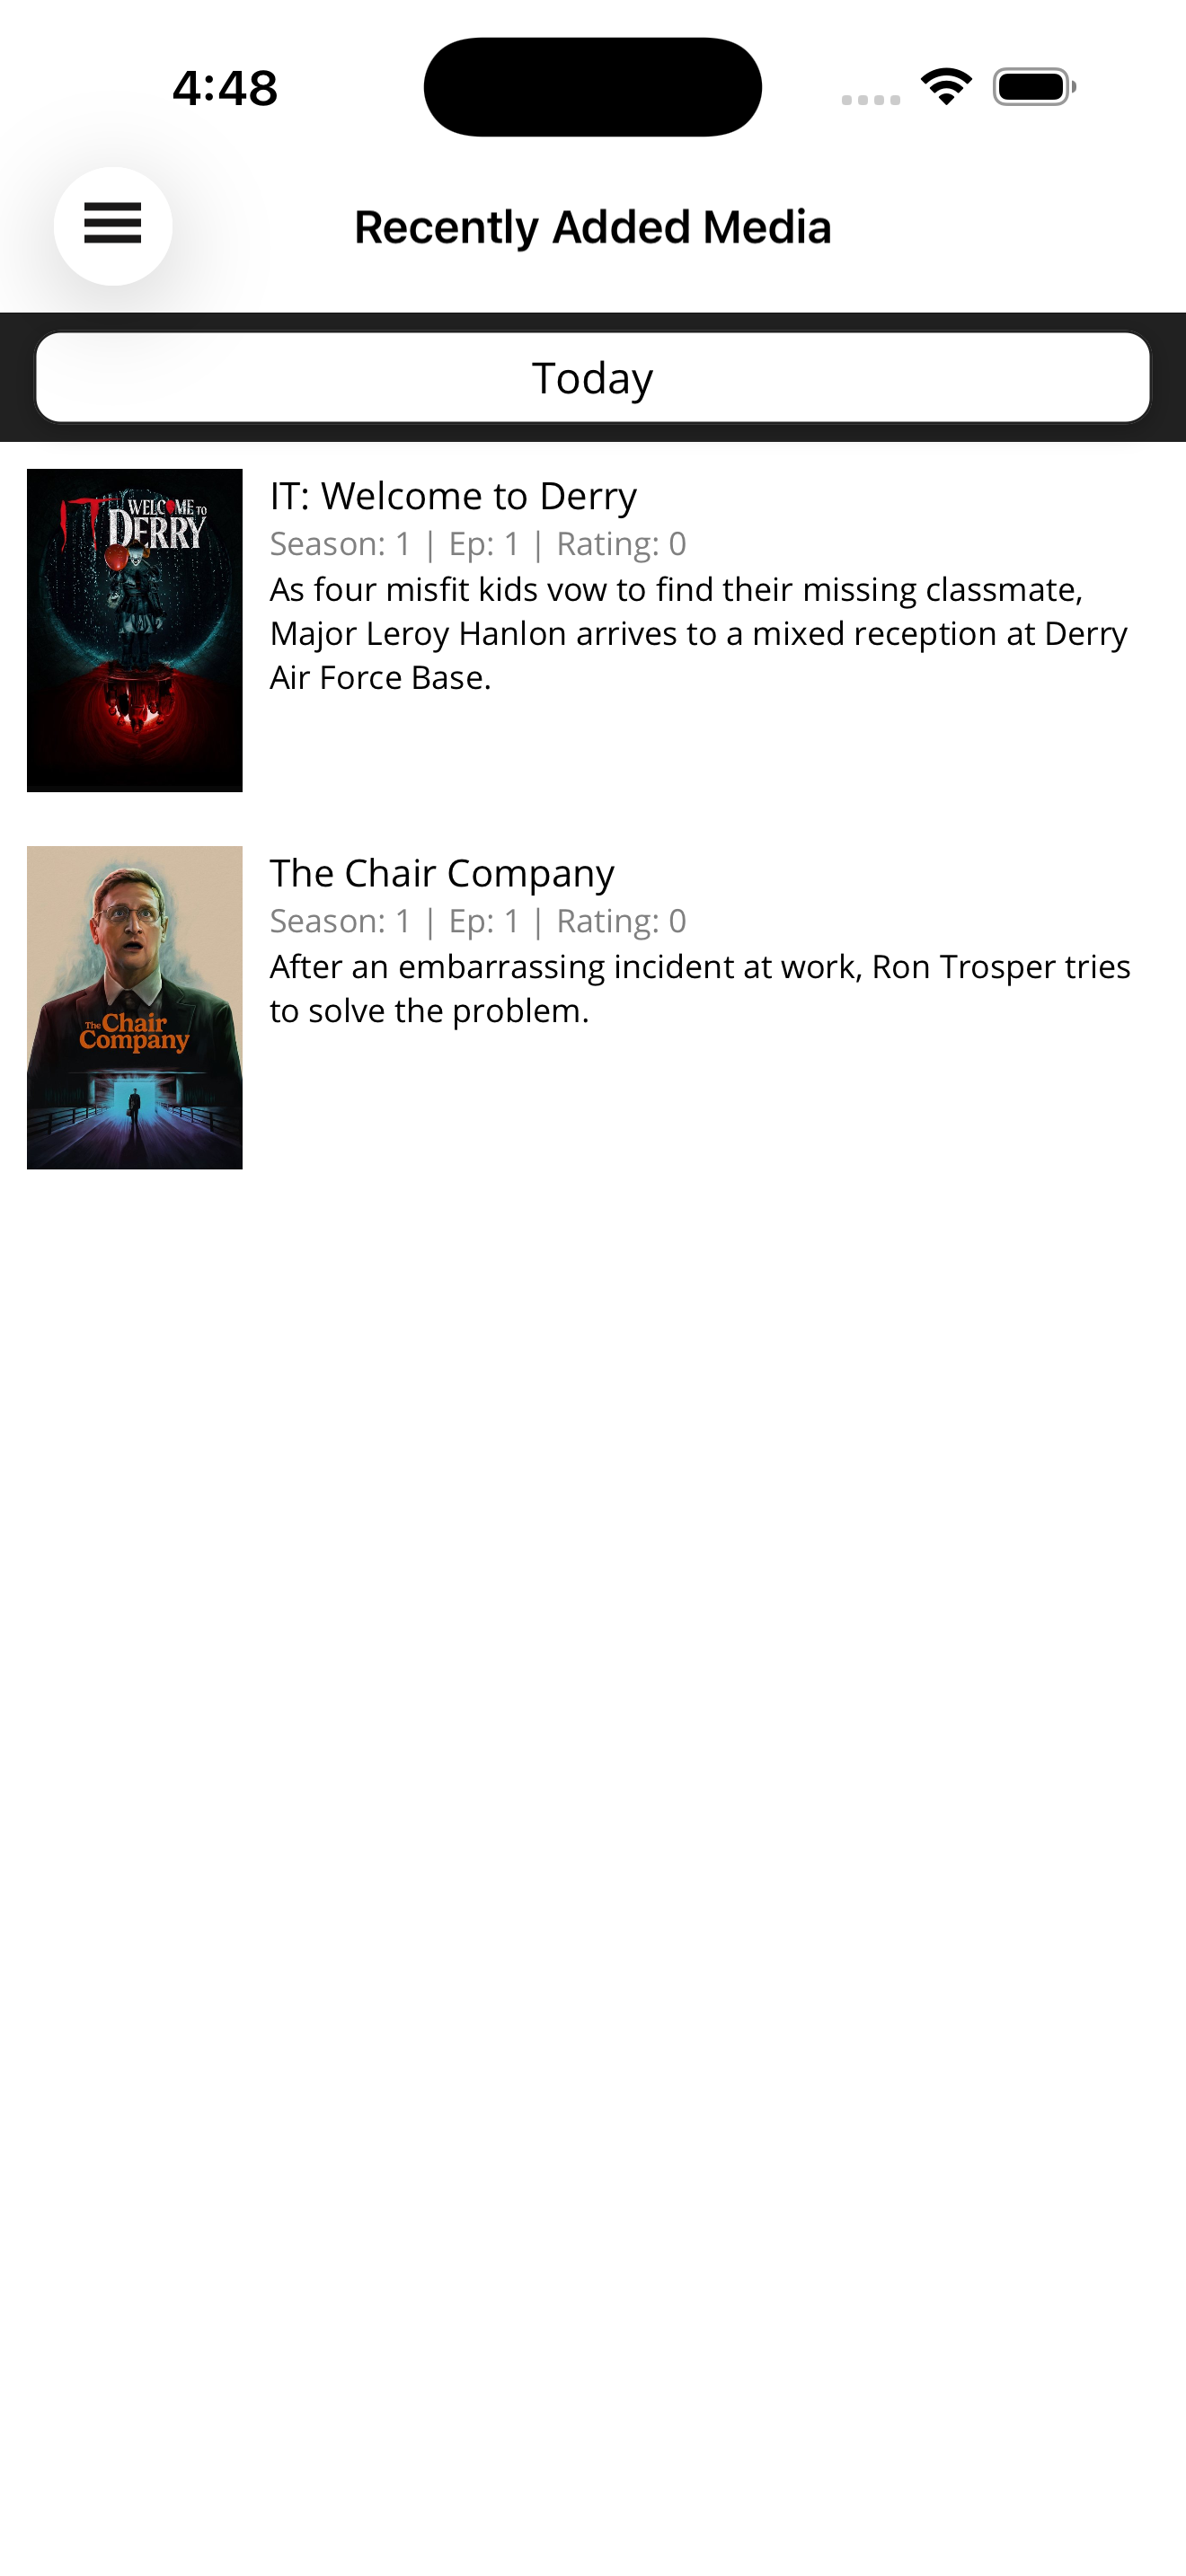 4:48
Recently Added Media
Today
IT WELCOME TO
DERRY
IT: Welcome to Derry
Season: 1 | Ep: 1 | Rating: 0
As four misfit kids vow to find their missing classmate,
Major Leroy Hanlon arrives to a mixed reception at Derry
Air Force Base.
The Chair
Company
The Chair Company
Season: 1 | Ep: 1 | Rating: 0
After an embarrassing incident at work, Ron Trosper tries
to solve the problem.